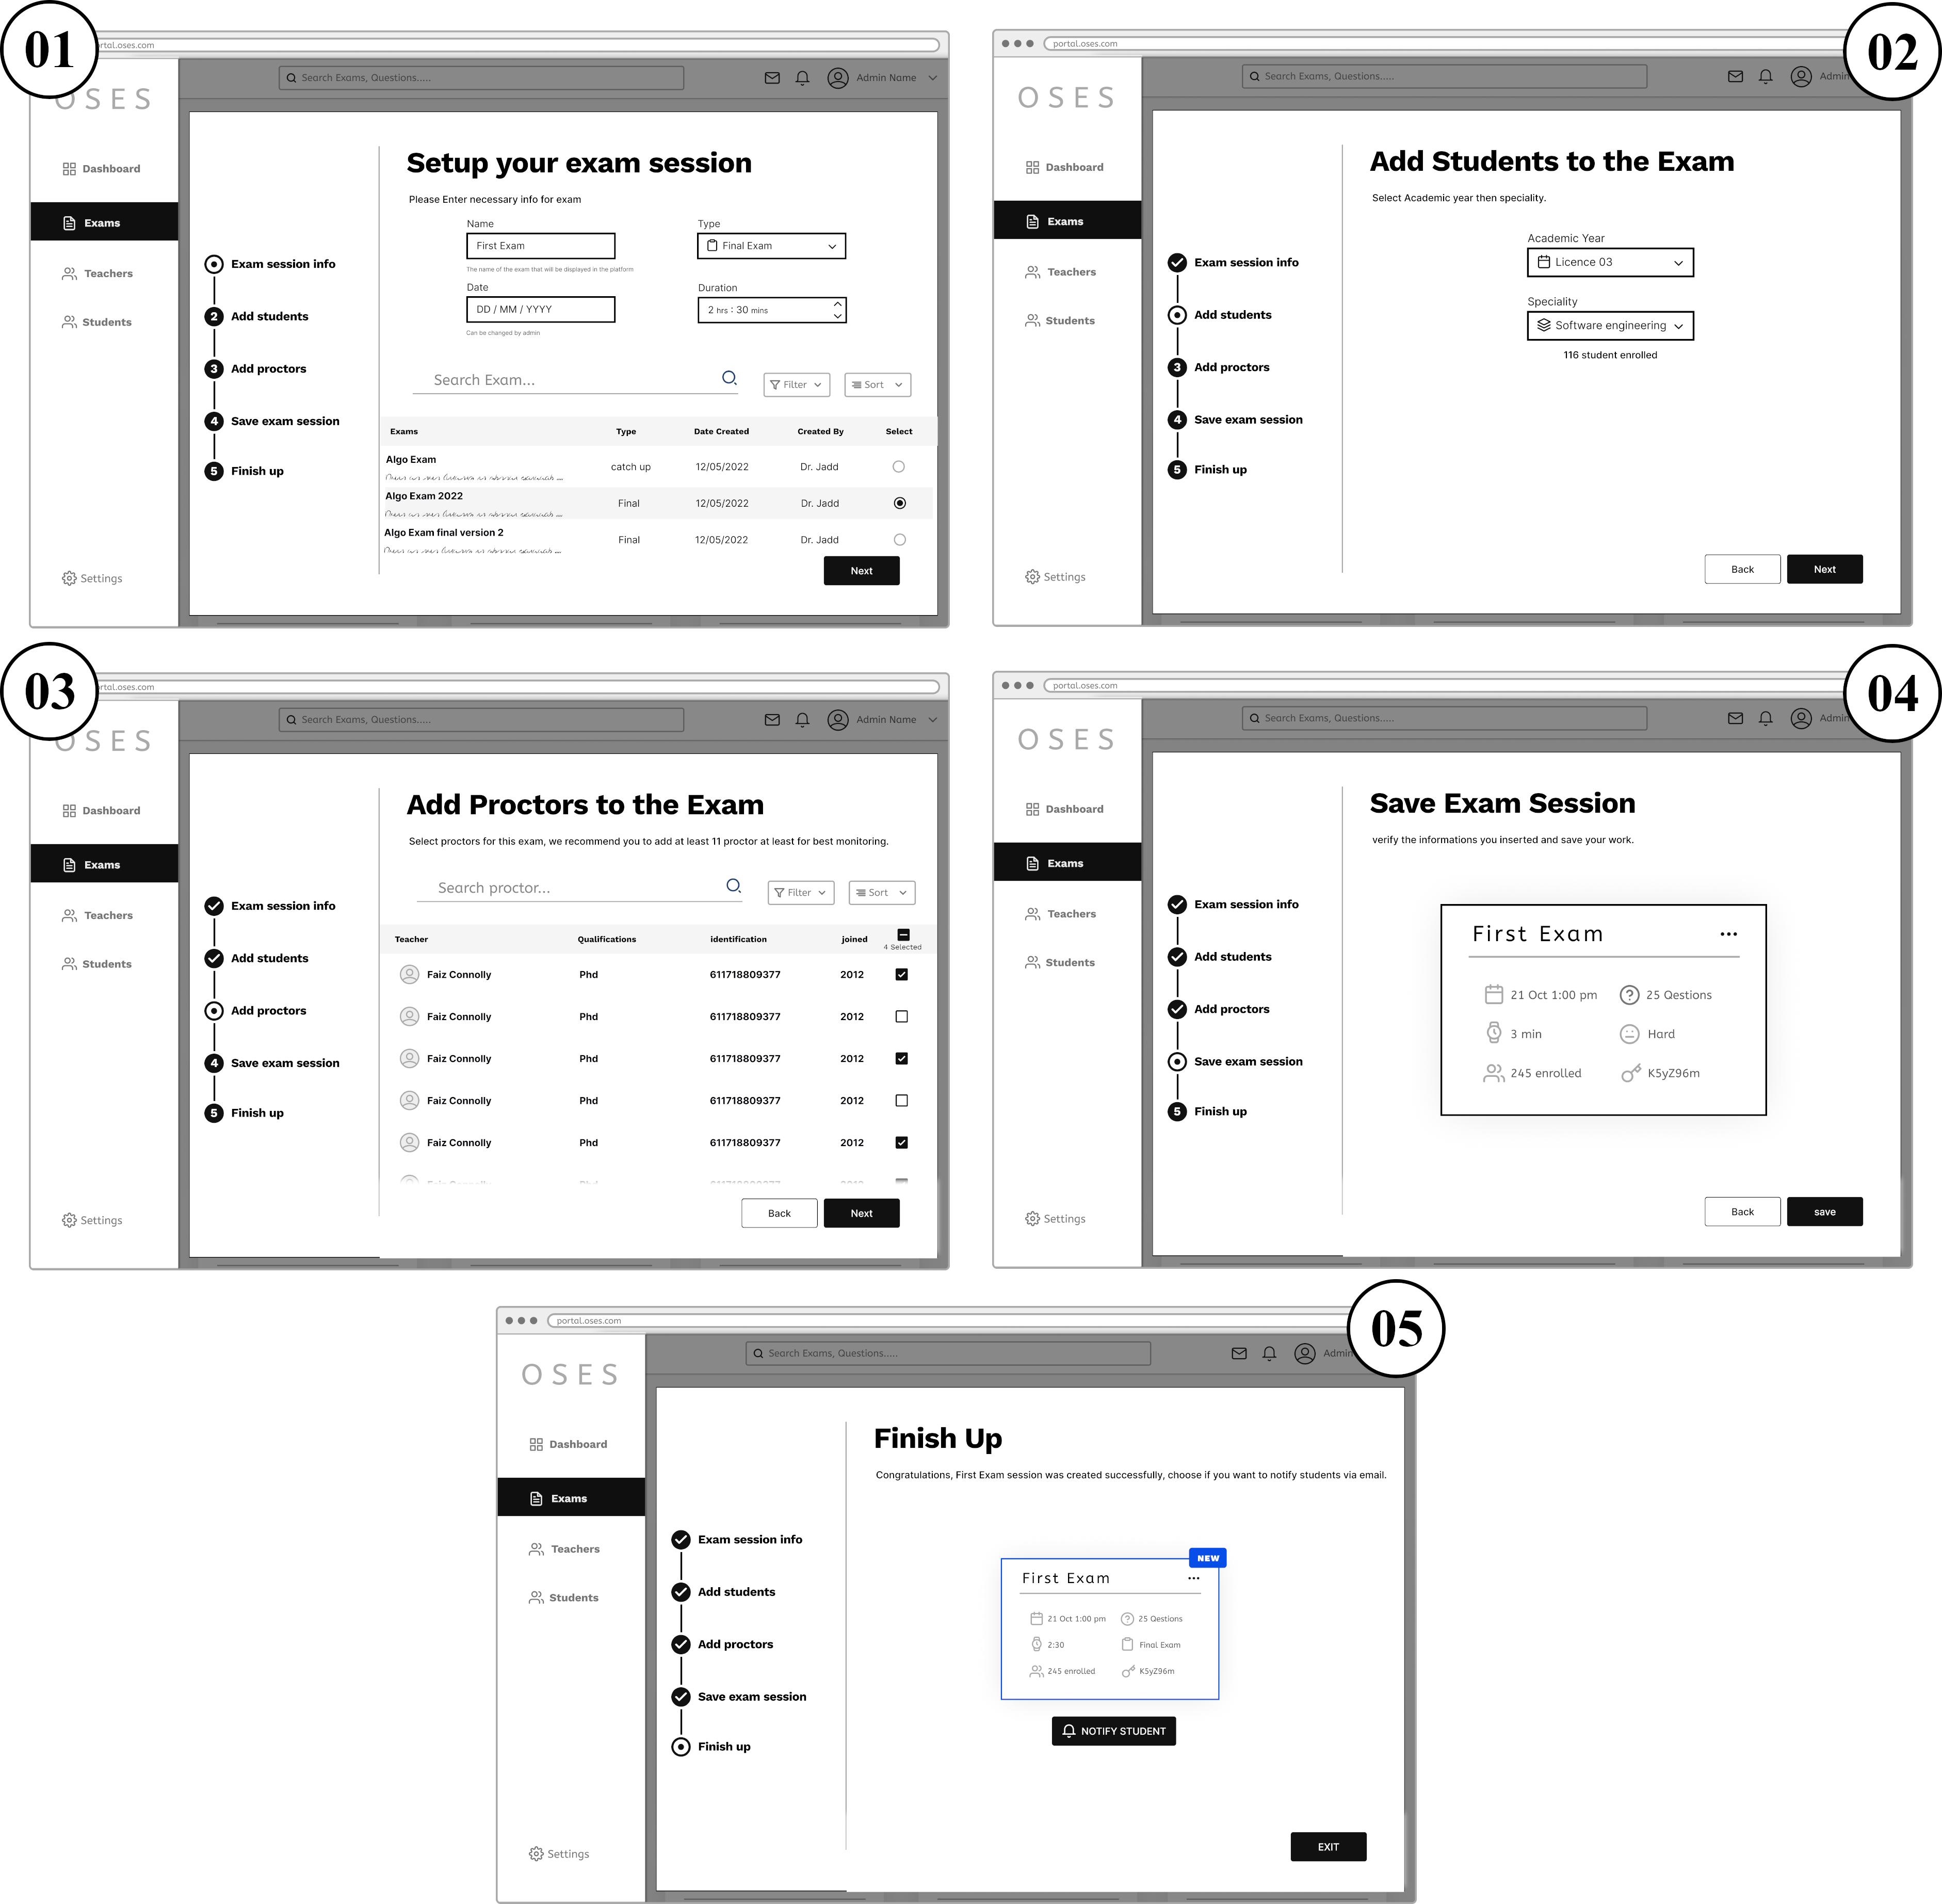 01
rtal.oses.com
OSES
Search Exams, Questions.....
Admin Name
Dashboard
Exams
Teachers
Students
Settings
Exam session info
2 Add students
3 Add proctors
4 Save exam session
5 Finish up
Setup your exam session
Please Enter necessary info for exam
Name
Type
First Exam
Final Exam
The name of the exam that will be displayed in the platform
Date
Duration
DD / MM / YYYY
2 hrs : 30 mins
Can be changed by admin
Search Exam...
Filter
Sort
Exams Type Date Created Created By Select
Algo Exam
catch up 12/05/2022 Dr. Jadd
Algo Exam 2022
Final 12/05/2022 Dr. Jadd
Algo Exam final version 2
Final 12/05/2022 Dr. Jadd
Next
02
portal.oses.com
OSES
Search Exams, Questions.....
Admin
Dashboard
Exams
Teachers
Students
Settings
Exam session info
Add students
3 Add proctors
4 Save exam session
5 Finish up
Add Students to the Exam
Select Academic year then speciality.
Academic Year
Licence 03
Speciality
Software engineering
116 student enrolled
Back
Next
03
rtal.oses.com
OSES
Search Exams, Questions.....
Admin Name
Dashboard
Exams
Teachers
Students
Settings
Exam session info
Add students
Add proctors
4 Save exam session
5 Finish up
Add Proctors to the Exam
Select proctors for this exam, we recommend you to add at least 11 proctor at least for best monitoring.
Search proctor...
Filter
Sort
Teacher Qualifications identification joined
4 Selected
Faiz Connolly Phd 611718809377 2012
Faiz Connolly Phd 611718809377 2012
Faiz Connolly Phd 611718809377 2012
Faiz Connolly Phd 611718809377 2012
Faiz Connolly Phd 611718809377 2012
Back
Next
04
portal.oses.com
OSES
Search Exams, Questions.....
Admin
Dashboard
Exams
Teachers
Students
Settings
Exam session info
Add students
Add proctors
Save exam session
5 Finish up
Save Exam Session
verify the informations you inserted and save your work.
First Exam
21 Oct 1:00 pm
25 Qestions
3 min
Hard
245 enrolled
K5yZ96m
Back
save
05
portal.oses.com
OSES
Search Exams, Questions.....
Admin
Dashboard
Exams
Teachers
Students
Settings
Exam session info
Add students
Add proctors
Save exam session
Finish up
Finish Up
Congratulations, First Exam session was created successfully, choose if you want to notify students via email.
NEW
First Exam
21 Oct 1:00 pm
25 Qestions
2:30
Final Exam
245 enrolled
K5yZ96m
NOTIFY STUDENT
EXIT